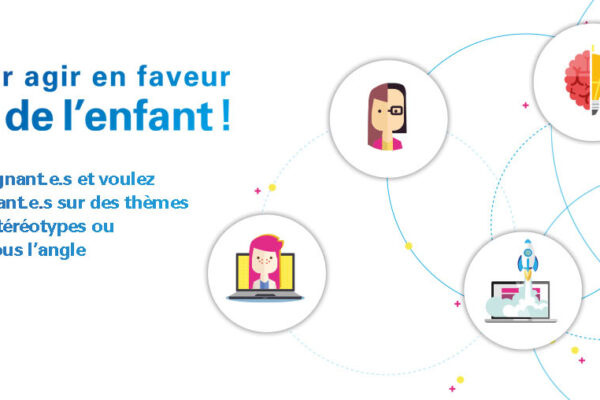 r agir en faveur
de l’enfant !
gnant.e.s et voulez
ant.e.s sur des thèmes
téréotypes ou
ous l’angle